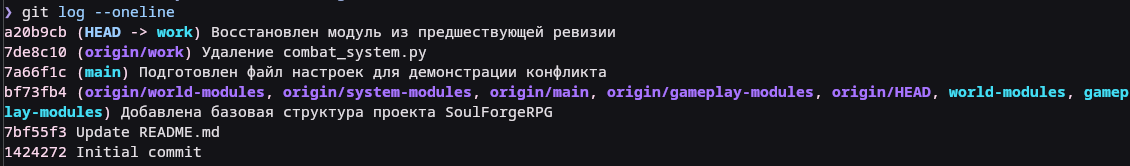 ❯ git log --oneline
a20b9cb (HEAD -> work) Восстановлен модуль из предшествующей ревизии
7de8c10 (origin/work) Удаление combat_system.py
7a66f1c (main) Подготовлен файл настроек для демонстрации конфликта
bf73fb4 (origin/world-modules, origin/system-modules, origin/main, origin/gameplay-modules, origin/HEAD, world-modules, gamep
lay-modules) Добавлена базовая структура проекта SoulForgeRPG
7bf55f3 Update README.md
1424272 Initial commit